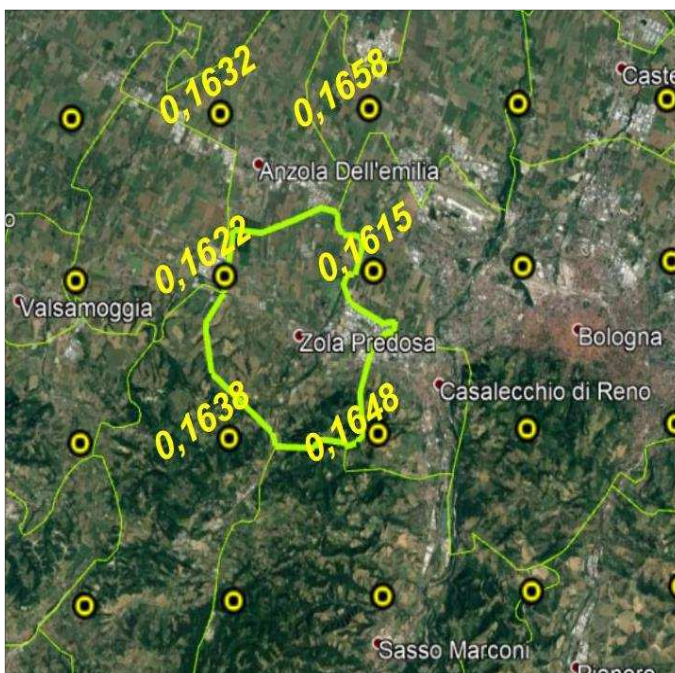 0,1632
0,1658
Caste
Anzola Dell'emilia
0,1622
0,1615
o
Valsamoggia
Zola Predosa
Bologna
Casalecchio di Reno
0,1638
0,1648
Sasso Marconi